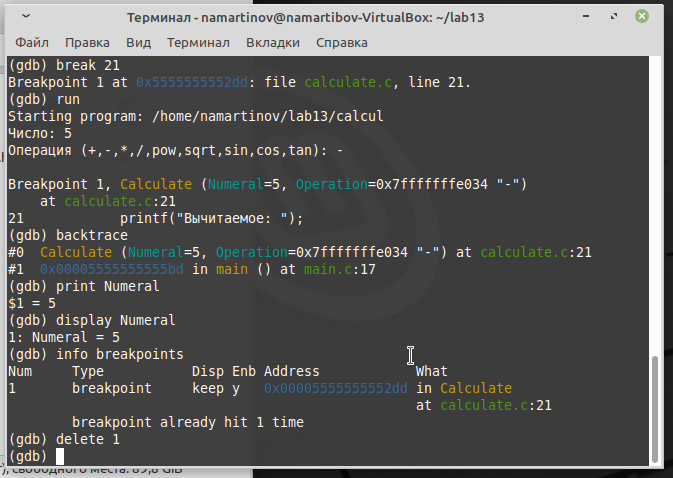 Терминал - namartinov@namartibov-VirtualBox: ~/lab13
Файл Правка Вид Терминал Вкладки Справка
(gdb) break 21
Breakpoint 1 at 0x5555555552dd: file calculate.c, line 21.
(gdb) run
Starting program: /home/namartinov/lab13/calcul
Число: 5
Операция (+,-,*,/,pow,sqrt,sin,cos,tan): -
Breakpoint 1, Calculate (Numeral=5, Operation=0x7fffffffe034 "-")
at calculate.c:21
21 printf("Вычитаемое: ");
(gdb) backtrace
#0 Calculate (Numeral=5, Operation=0x7fffffffe034 "-") at calculate.c:21
#1 0x00005555555555bd in main () at main.c:17
(gdb) print Numeral
$1 = 5
(gdb) display Numeral
1: Numeral = 5
(gdb) info breakpoints
Num Type Disp Enb Address What
1 breakpoint keep y 0x00005555555552dd in Calculate
at calculate.c:21
breakpoint already hit 1 time
(gdb) delete 1
(gdb)
), свободного места: 89,8 GiB